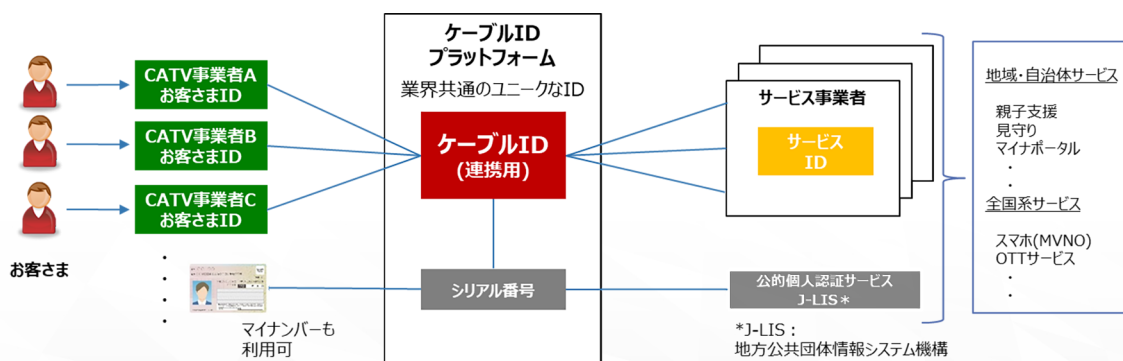 お客さま
CATV事業者A
お客さまID
CATV事業者B
お客さまID
CATV事業者C
お客さまID
・
・
・
・
マイナンバーも
利用可
ケーブルID
プラットフォーム
業界共通のユニークなID
ケーブルID
(連携用)
シリアル番号
サービス事業者
サービス
ID
公的個人認証サービス
J-LIS*
*J-LIS：
地方公共団体情報システム機構
地域・自治体サービス
親子支援
見守り
マイナポータル
・
・
全国系サービス
スマホ(MVNO)
OTTサービス
・
・